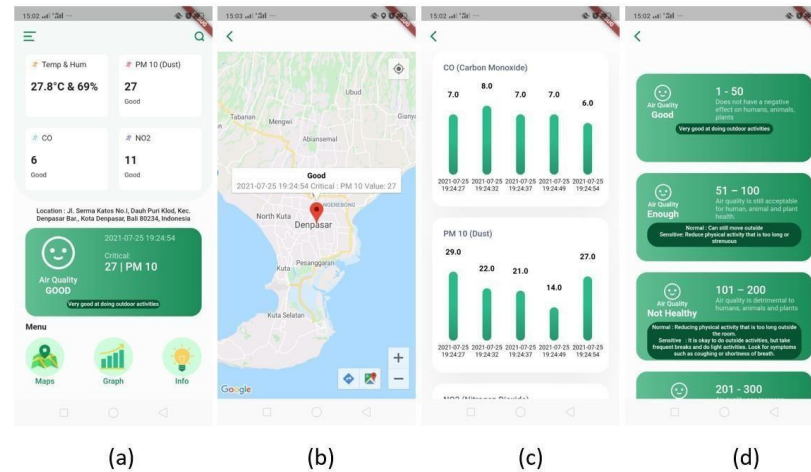 15:02
Temp & Hum
27.8°C & 69%
PM 10 (Dust)
27
Good
CO
6
Good
NO2
11
Good
Location : Jl. Serma Katos No.I, Dauh Puri Klod, Kec.
Denpasar Bar., Kota Denpasar, Bali 80234, Indonesia
2021-07-25 19:24:54
Critical:
27 | PM 10
Air Quality
GOOD
Very good at doing outdoor activities
Menu
Maps
Graph
Info
(a)
15:03
Ubud
Tabanan
Mengwi
Gianya
Abiansemal
Good
2021-07-25 19:24:54 Critical : PM 10 Value: 27
North Kuta
Denpasar
Kuta
Pesanggaran
Kuta Selatan
Google
(b)
15:02
CO (Carbon Monoxide)
7.0
8.0
7.0
7.0
6.0
2021-07-25 2021-07-25 2021-07-25 2021-07-25 2021-07-25
19:24:27 19:24:32 19:24:37 19:24:49 19:24:54
PM 10 (Dust)
29.0
22.0
21.0
14.0
27.0
2021-07-25 2021-07-25 2021-07-25 2021-07-25 2021-07-25
19:24:27 19:24:32 19:24:37 19:24:49 19:24:54
NO2 (Nitrogen Dioxide)
(c)
15:02
Air Quality
Good
1 - 50
Does not have a negative
effect on humans, animals,
plants
Very good at doing outdoor activities
Air Quality
Enough
51 – 100
Air quality is still acceptable
for human, animal and plant
health
Normal : Can still move outside
Sensitive: Reduce physical activity that is too long or
strenuous
Air Quality
Not Healthy
101 – 200
Air quality is detrimental to
humans, animals and plants
Normal : Reducing physical activity that is too long outside
the room.
Sensitive : It is okay to do outside activities, but take
frequent breaks and do light activities. Look for symptoms
such as coughing or shortness of breath.
201 - 300
(d)